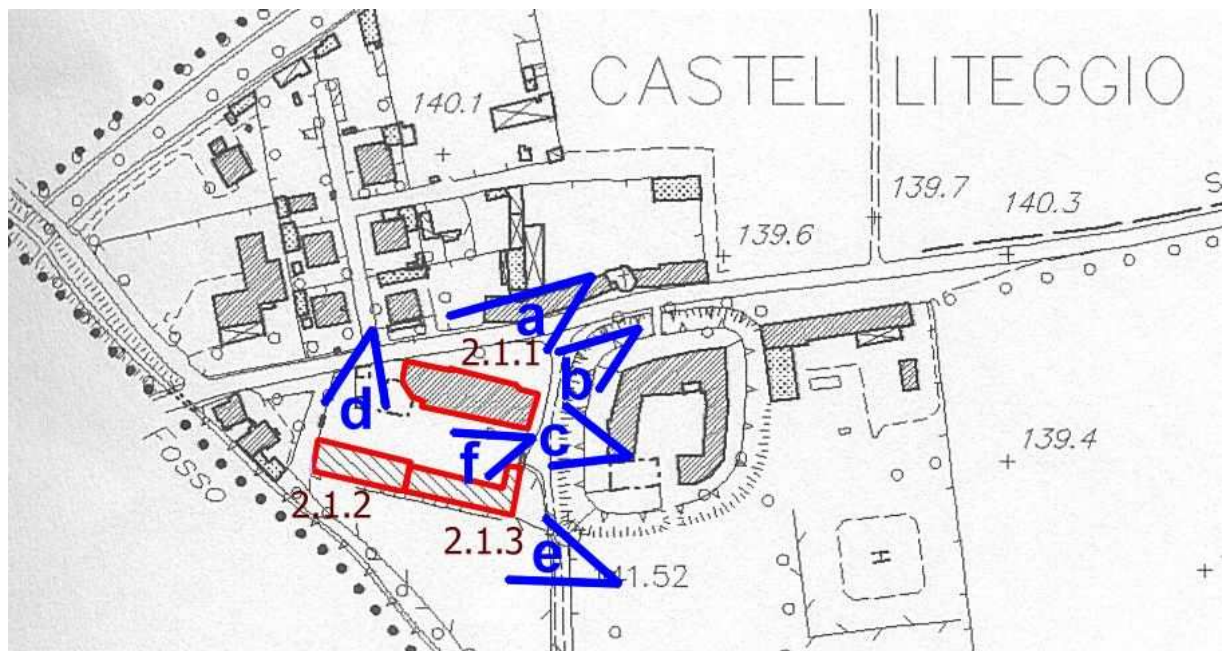 CASTEL LITEGGIO
140.1
139.7
140.3
S
139.6
a
2.1.1
b
d
c
139.4
FOSSO
f
2.1.2
2.1.3
e
141.52
H